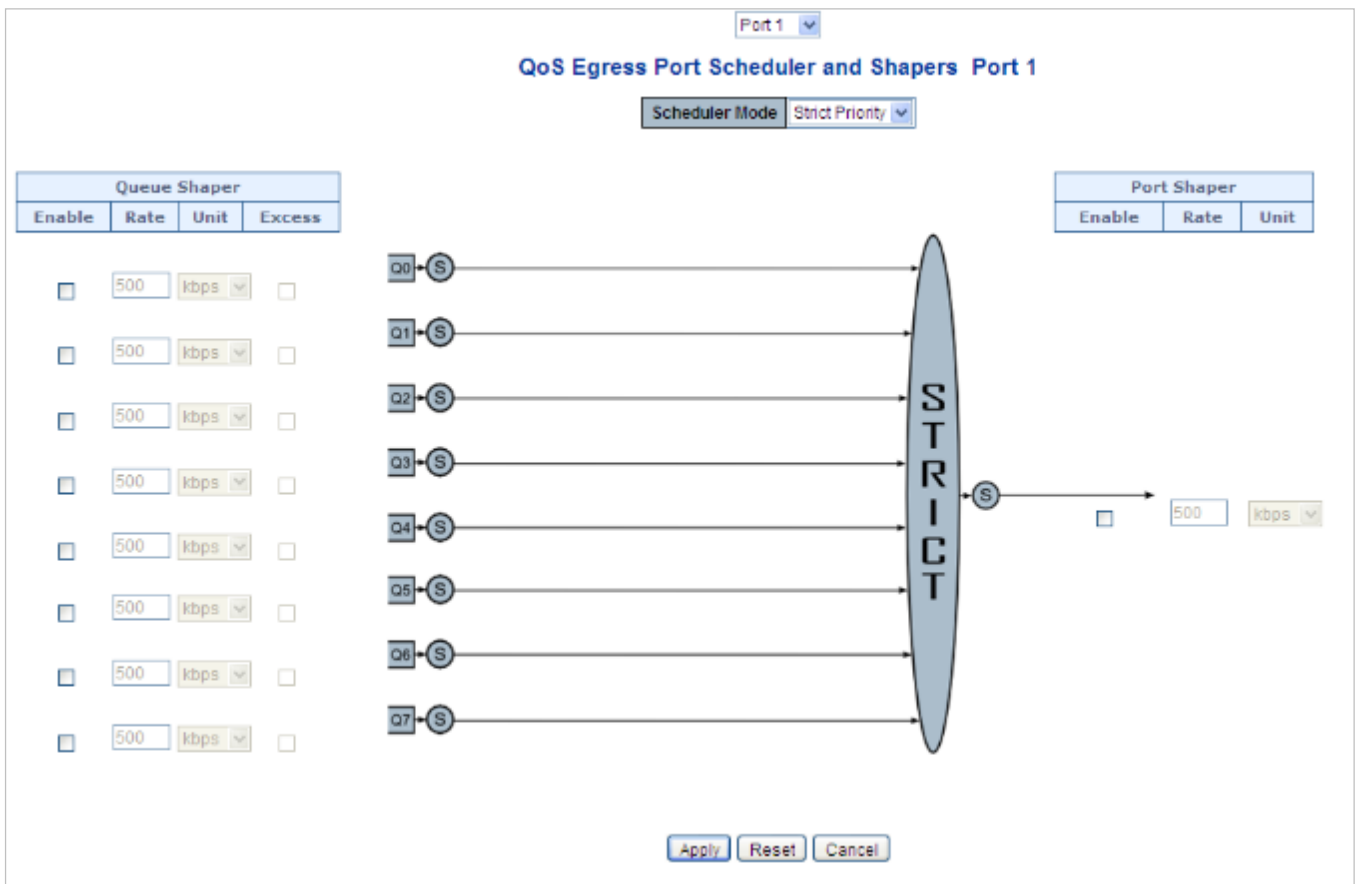 Port 1
QoS Egress Port Scheduler and Shapers Port 1
Scheduler Mode Strict Priority
Queue Shaper
Enable Rate Unit Excess
Port Shaper
Enable Rate Unit
500 kbps
Q0 S
500 kbps
Q1 S
500 kbps
Q2 S
500 kbps
Q3 S
500 kbps
Q4 S
500 kbps
Q5 S
500 kbps
Q6 S
500 kbps
Q7 S
STRICT
S
500 kbps
Apply Reset Cancel